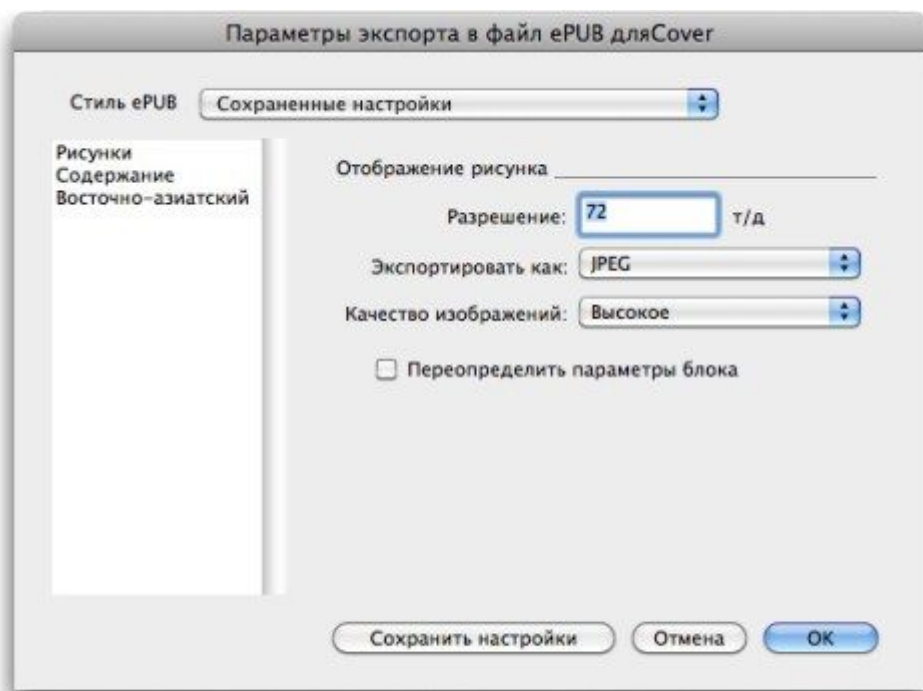 Параметры экспорта в файл ePUB дляCover
Стиль ePUB Сохраненные настройки
Рисунки
Содержание
Восточно-азиатский
Отображение рисунка
Разрешение: 72 т/д
Экспортировать как: JPEG
Качество изображений: Высокое
Переопределить параметры блока
Сохранить настройки Отмена OK